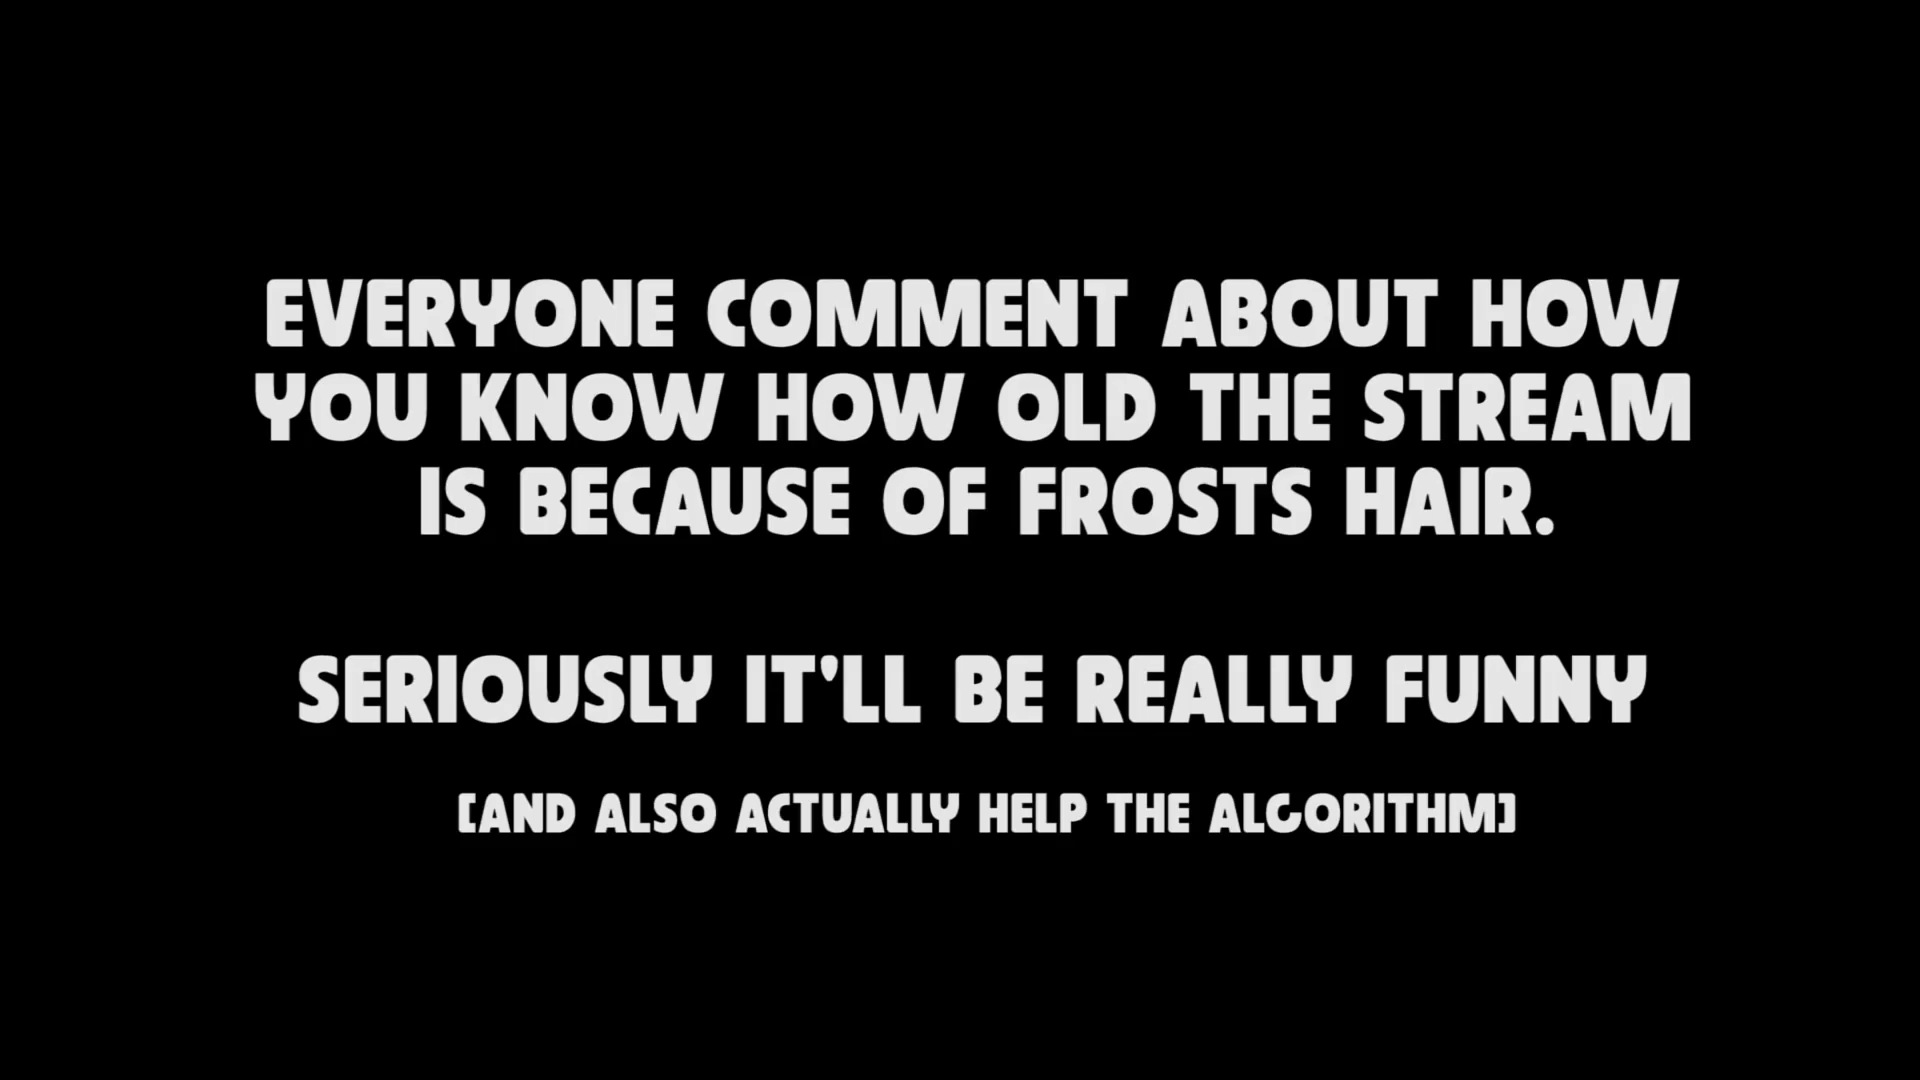 EVERYONE COMMENT ABOUT HOW
YOU KNOW HOW OLD THE STREAM
IS BECAUSE OF FROSTS HAIR.
SERIOUSLY IT'LL BE REALLY FUNNY
[AND ALSO ACTUALLY HELP THE ALGORITHM]